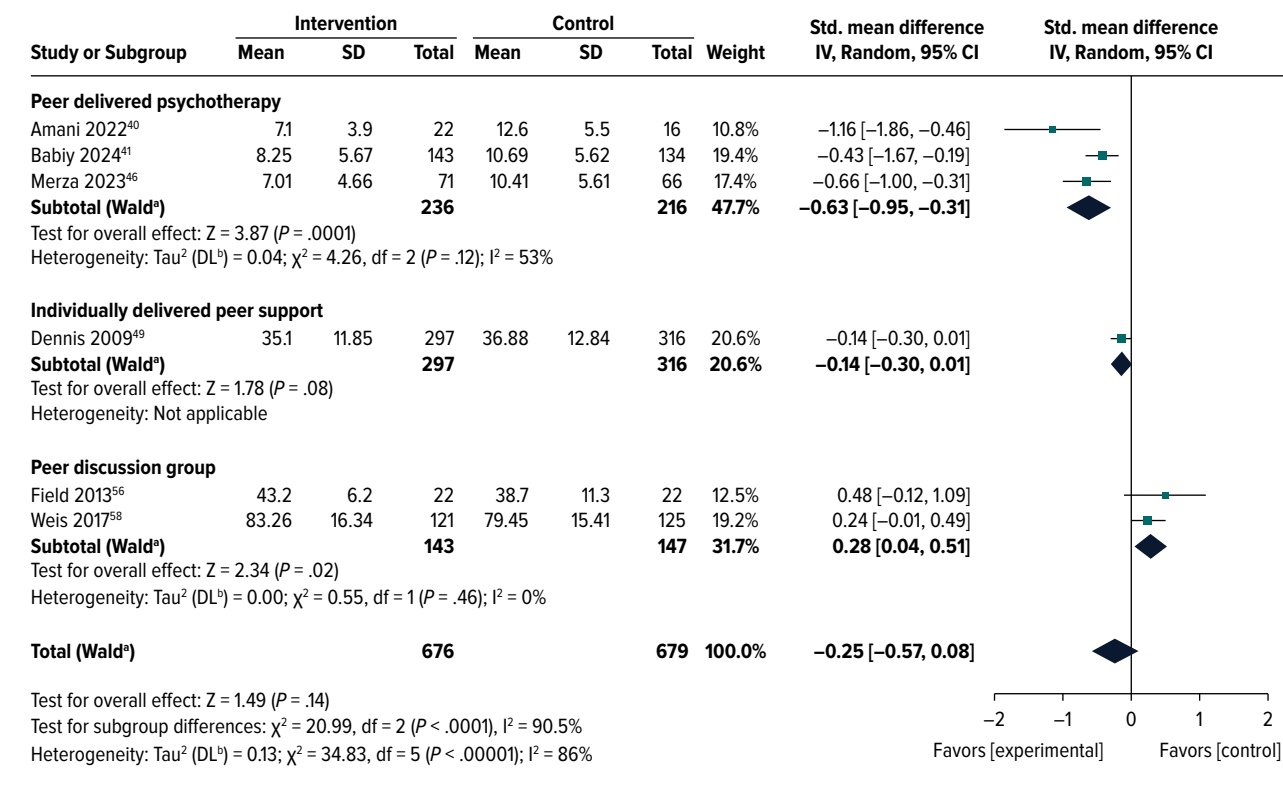 Intervention Control Std. mean difference Std. mean difference
Study or Subgroup Mean SD Total Mean SD Total Weight IV, Random, 95% CI IV, Random, 95% CI
Peer delivered psychotherapy
Amani 2022⁴⁰ 7.1 3.9 22 12.6 5.5 16 10.8% −1.16 [−1.86, −0.46]
Babiy 2024⁴¹ 8.25 5.67 143 10.69 5.62 134 19.4% −0.43 [−1.67, −0.19]
Merza 2023⁴⁶ 7.01 4.66 71 10.41 5.61 66 17.4% −0.66 [−1.00, −0.31]
Subtotal (Waldᵃ) 236 216 47.7% −0.63 [−0.95, −0.31]
Test for overall effect: Z = 3.87 (P = .0001)
Heterogeneity: Tau² (DLᵇ) = 0.04; χ² = 4.26, df = 2 (P = .12); I² = 53%
Individually delivered peer support
Dennis 2009⁴⁹ 35.1 11.85 297 36.88 12.84 316 20.6% −0.14 [−0.30, 0.01]
Subtotal (Waldᵃ) 297 316 20.6% −0.14 [−0.30, 0.01]
Test for overall effect: Z = 1.78 (P = .08)
Heterogeneity: Not applicable
Peer discussion group
Field 2013⁵⁶ 43.2 6.2 22 38.7 11.3 22 12.5% 0.48 [−0.12, 1.09]
Weis 2017⁵⁸ 83.26 16.34 121 79.45 15.41 125 19.2% 0.24 [−0.01, 0.49]
Subtotal (Waldᵃ) 143 147 31.7% 0.28 [0.04, 0.51]
Test for overall effect: Z = 2.34 (P = .02)
Heterogeneity: Tau² (DLᵇ) = 0.00; χ² = 0.55, df = 1 (P = .46); I² = 0%
Total (Waldᵃ) 676 679 100.0% −0.25 [−0.57, 0.08]
Test for overall effect: Z = 1.49 (P = .14)
Test for subgroup differences: χ² = 20.99, df = 2 (P < .0001), I² = 90.5%
Heterogeneity: Tau² (DLᵇ) = 0.13; χ² = 34.83, df = 5 (P < .00001); I² = 86%
−2 −1 0 1 2
Favors [experimental] Favors [control]